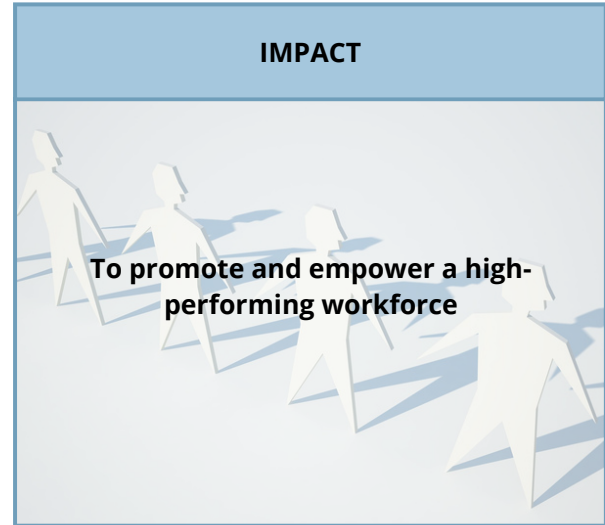 IMPACT
To promote and empower a high-
performing workforce